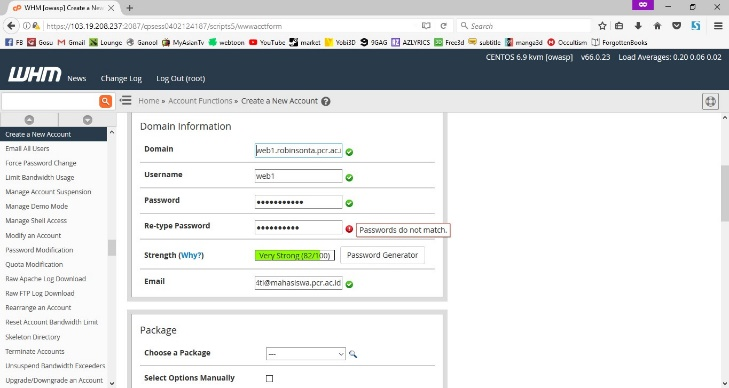 WHM [owasp] Create a New
https://103.19.208.237:2087/cpsess0402124187/scripts5/wwwacctform
Search
FB Gosu Gmail Lounge Ganool MyAsianTv webtoon YouTube market Yobi3D 9GAG AZLYRICS Free3d subtitle manga3d Occultism ForgottenBooks
CENTOS 6.9 kvm [owasp] v66.0.23 Load Averages: 0.20 0.06 0.02
WHM News Change Log Log Out (root)
Home » Account Functions » Create a New Account
Create a New Account
Email All Users
Force Password Change
Limit Bandwidth Usage
Manage Account Suspension
Manage Demo Mode
Manage Shell Access
Modify an Account
Password Modification
Quota Modification
Raw Apache Log Download
Raw FTP Log Download
Rearrange an Account
Reset Account Bandwidth Limit
Skeleton Directory
Terminate Accounts
Unsuspend Bandwidth Exceeders
Upgrade/Downgrade an Account
Domain Information
Domain web1.robinsonta.pcr.ac.i
Username web1
Password
Re-type Password Passwords do not match.
Strength (Why?) Very Strong (82/100) Password Generator
Email 4ti@mahasiswa.pcr.ac.id
Package
Choose a Package ---
Select Options Manually